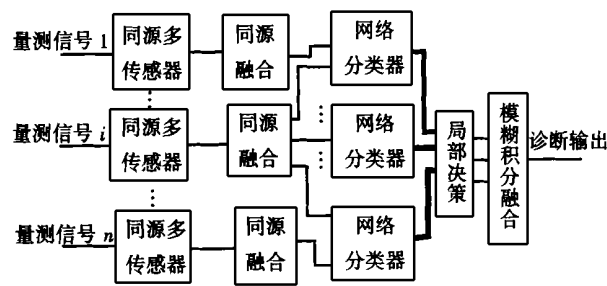 量测信号 1
同源多
传感器
同源
融合
网络
分类器
量测信号 i
同源多
传感器
同源
融合
网络
分类器
量测信号 n
同源多
传感器
同源
融合
网络
分类器
局部决策
模糊积分融合
诊断输出